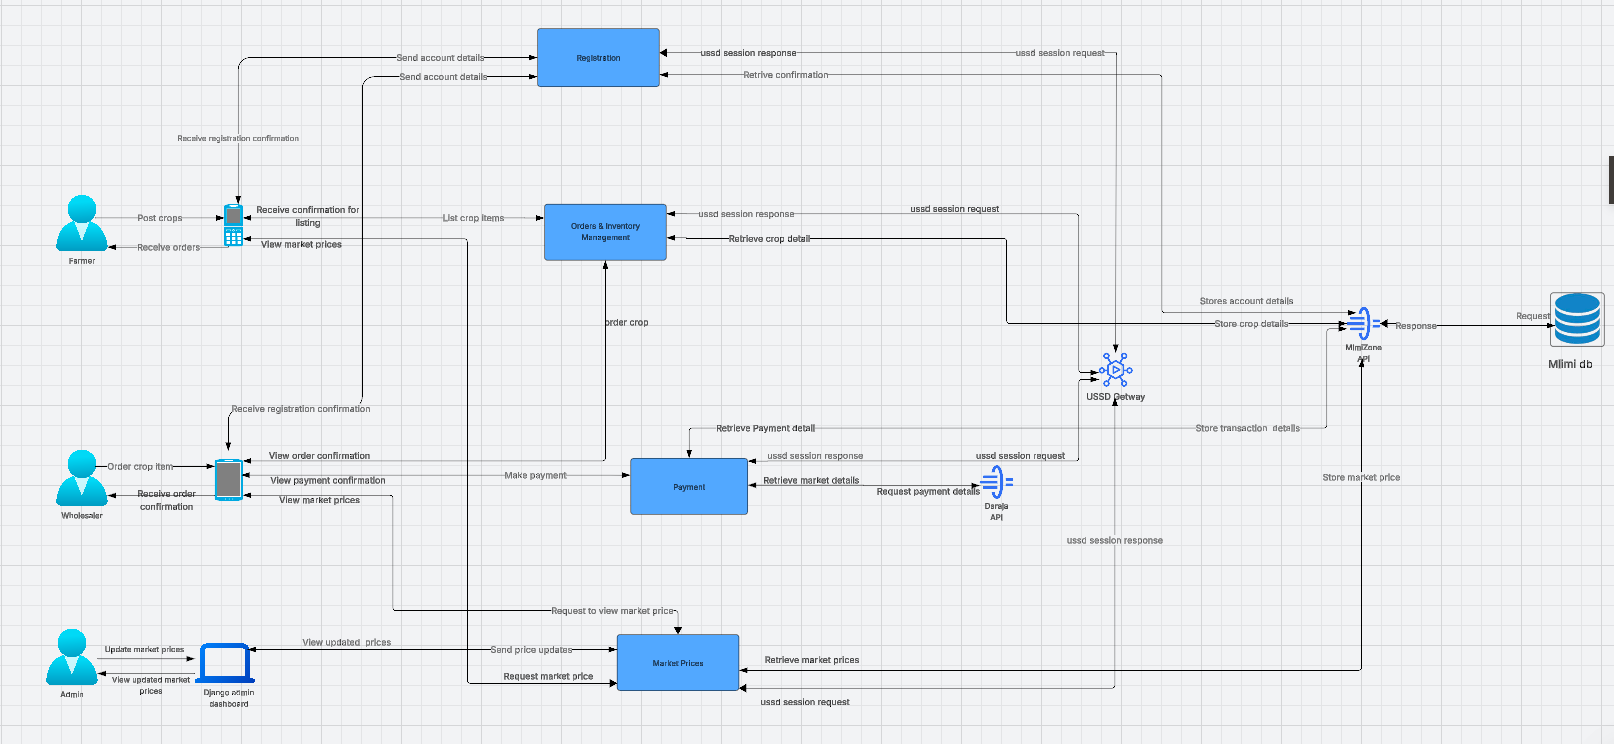 Registration
Send account details
Send account details
ussd session response
ussd session request
Retrive confirmation
Receive registration confirmation
Post crops
Receive orders
Farmer
Receive confirmation for
listing
View market prices
List crop items
Orders & Inventory
Management
ussd session response
ussd session request
Retrieve crop detail
order crop
Stores account details
Store crop details
MlmiZone
API
Response
Request
Mlimi db
USSD Getway
Receive registration confirmation
Retrieve Payment detail
Store transaction details
Order crop item
Receive order
confirmation
Wholesaler
View order confirmation
View payment confirmation
View market prices
Make payment
Payment
ussd session response
ussd session request
Retrieve market details
Request payment details
Daraja
API
Store market price
ussd session response
Request to view market price
Update market prices
View updated market
prices
Admin
Django admin
dashboard
View updated prices
Send price updates
Request market price
Market Prices
Retrieve market prices
ussd session request